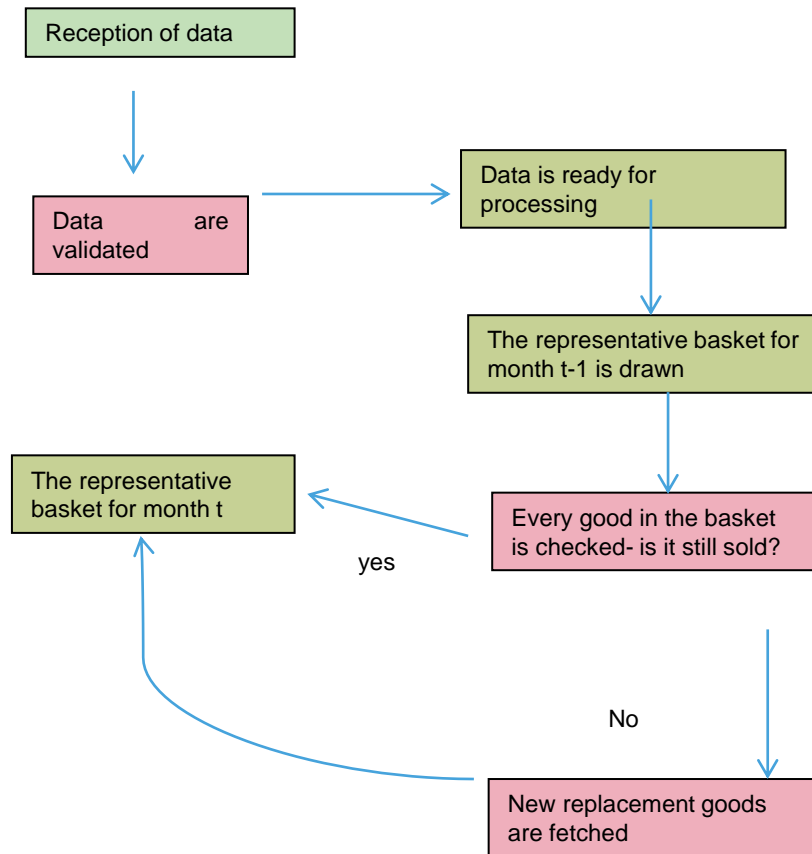 Reception of data
Data is ready for
processing
Data are
validated
The representative basket for
month t-1 is drawn
The representative
basket for month t
Every good in the basket
is checked- is it still sold?
yes
No
New replacement goods
are fetched